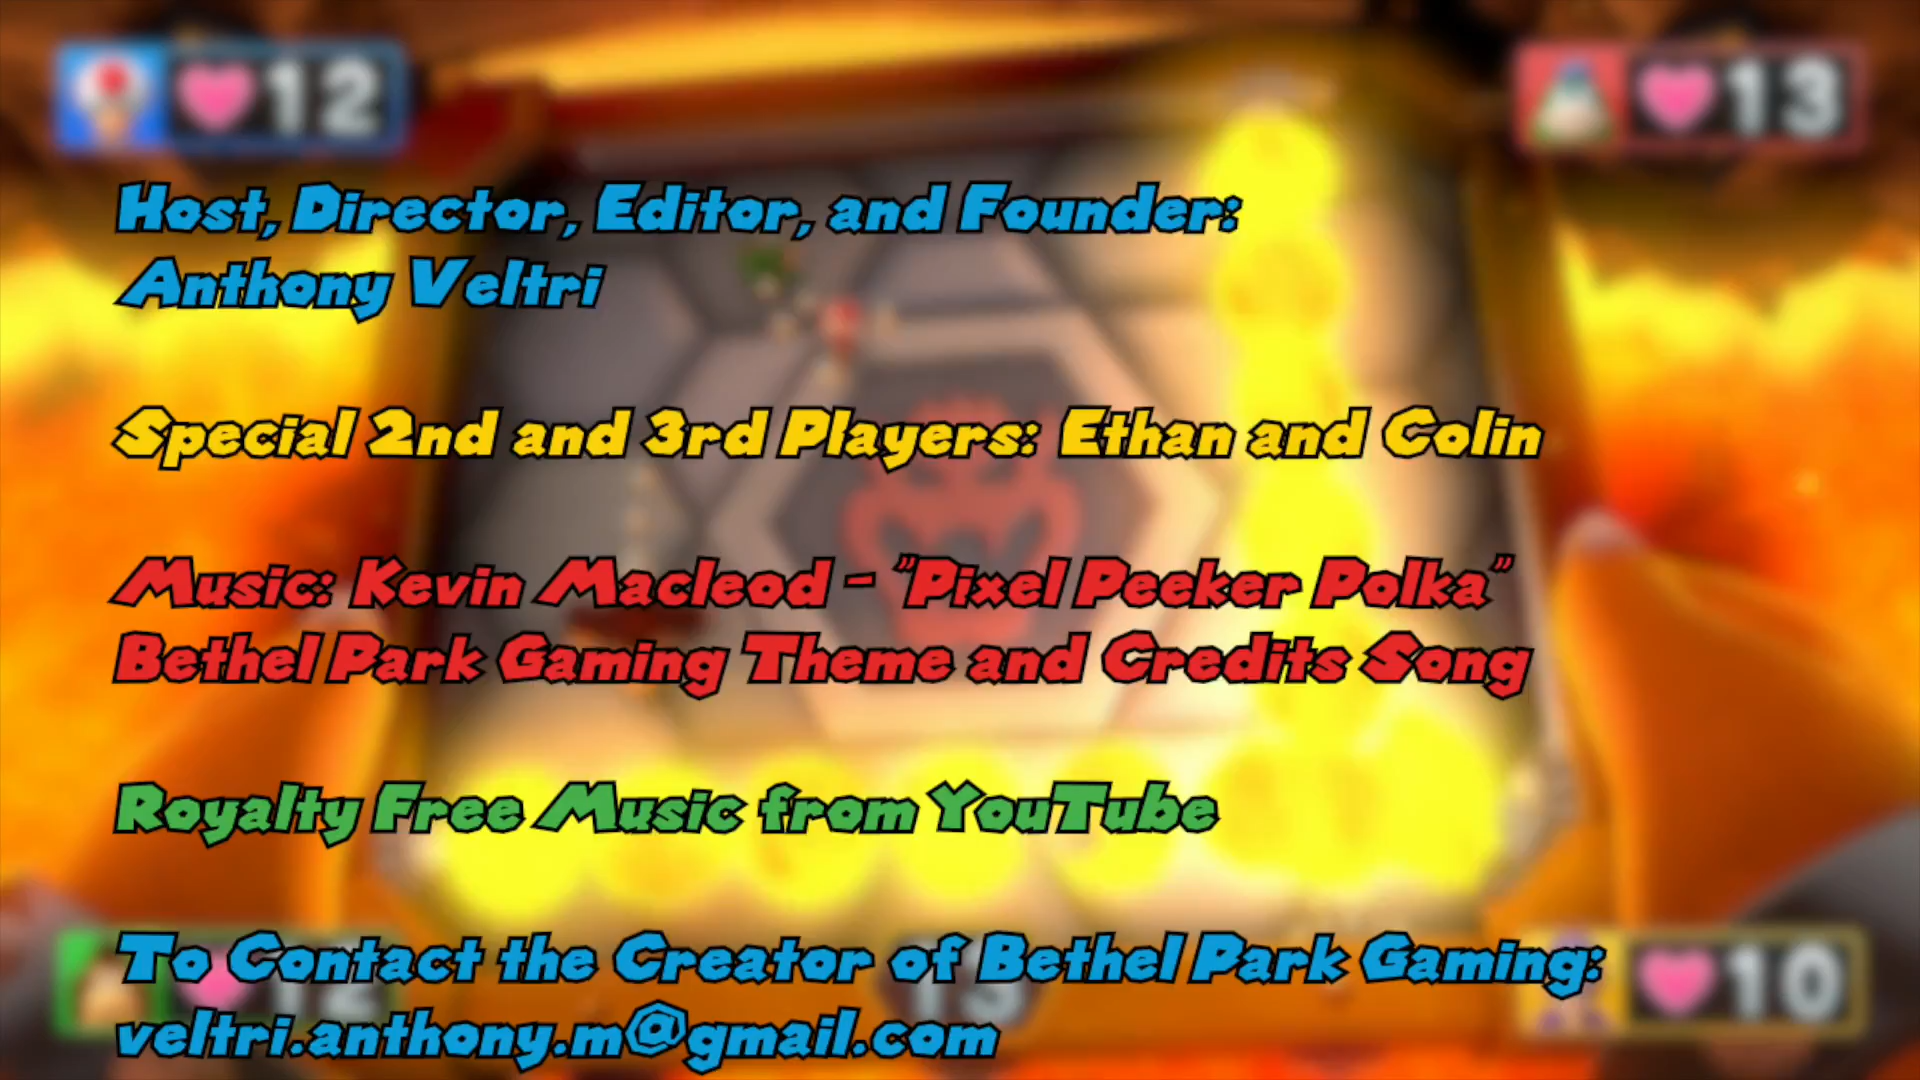 12
13
Host, Director, Editor, and Founder:
Anthony Veltri
Special 2nd and 3rd Players: Ethan and Colin
Music: Kevin Macleod - "Pixel Peeker Polka"
Bethel Park Gaming Theme and Credits Song
Royalty Free Music from YouTube
To Contact the Creator of Bethel Park Gaming:
12
13
10
veltri.anthony.m@gmail.com